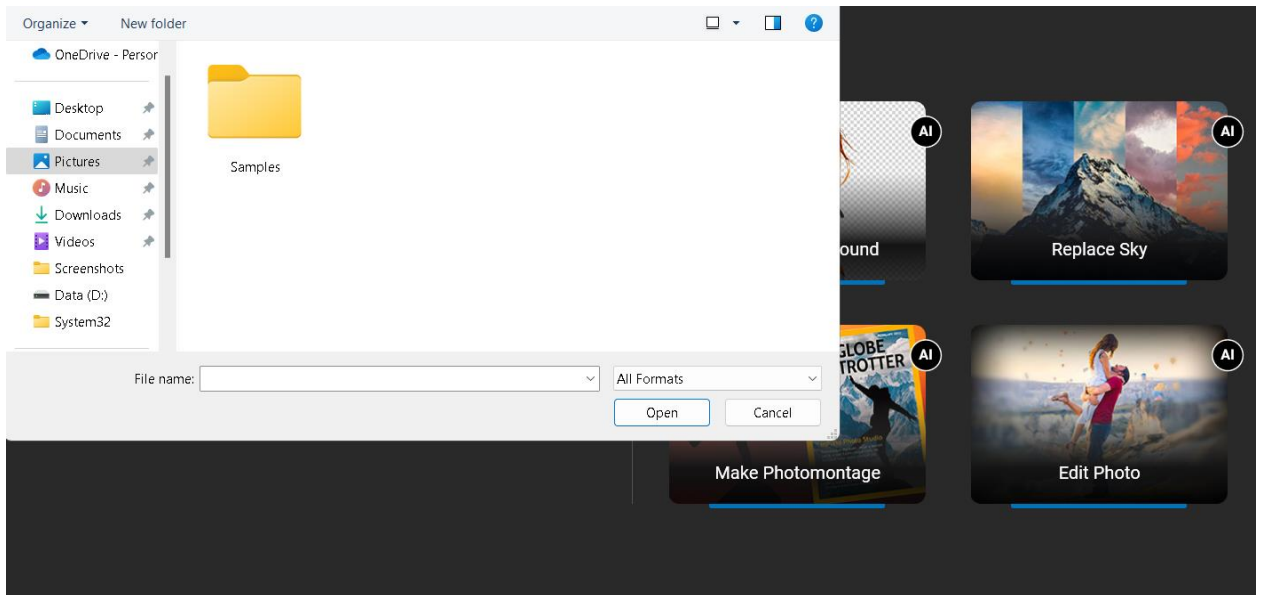 Organize New folder
OneDrive - Persor
Desktop
Documents
Pictures
Music
Downloads
Videos
Screenshots
Data (D:)
System32
Samples
File name: All Formats
Open Cancel
AI
ound
AI
Replace Sky
GLOBE
TROTTER
AI
Make Photomontage
AI
Edit Photo